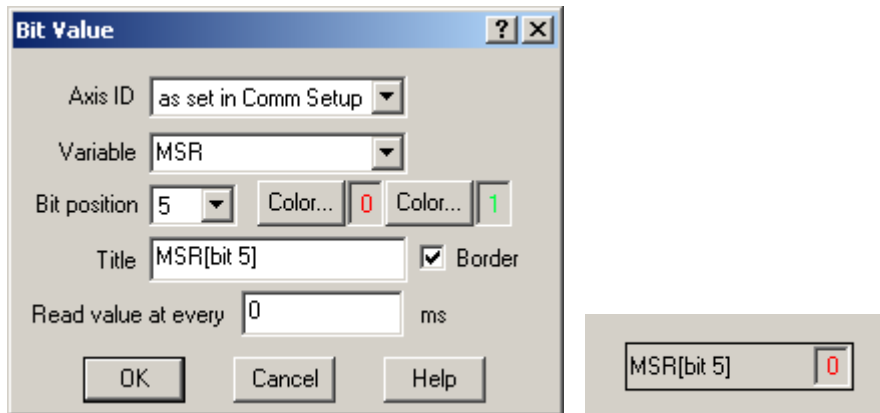 Bit Value
Axis ID as set in Comm Setup
Variable MSR
Bit position 5 Color... 0 Color... 1
Title MSR[bit 5] Border
Read value at every 0 ms
OK Cancel Help
MSR[bit 5] 0